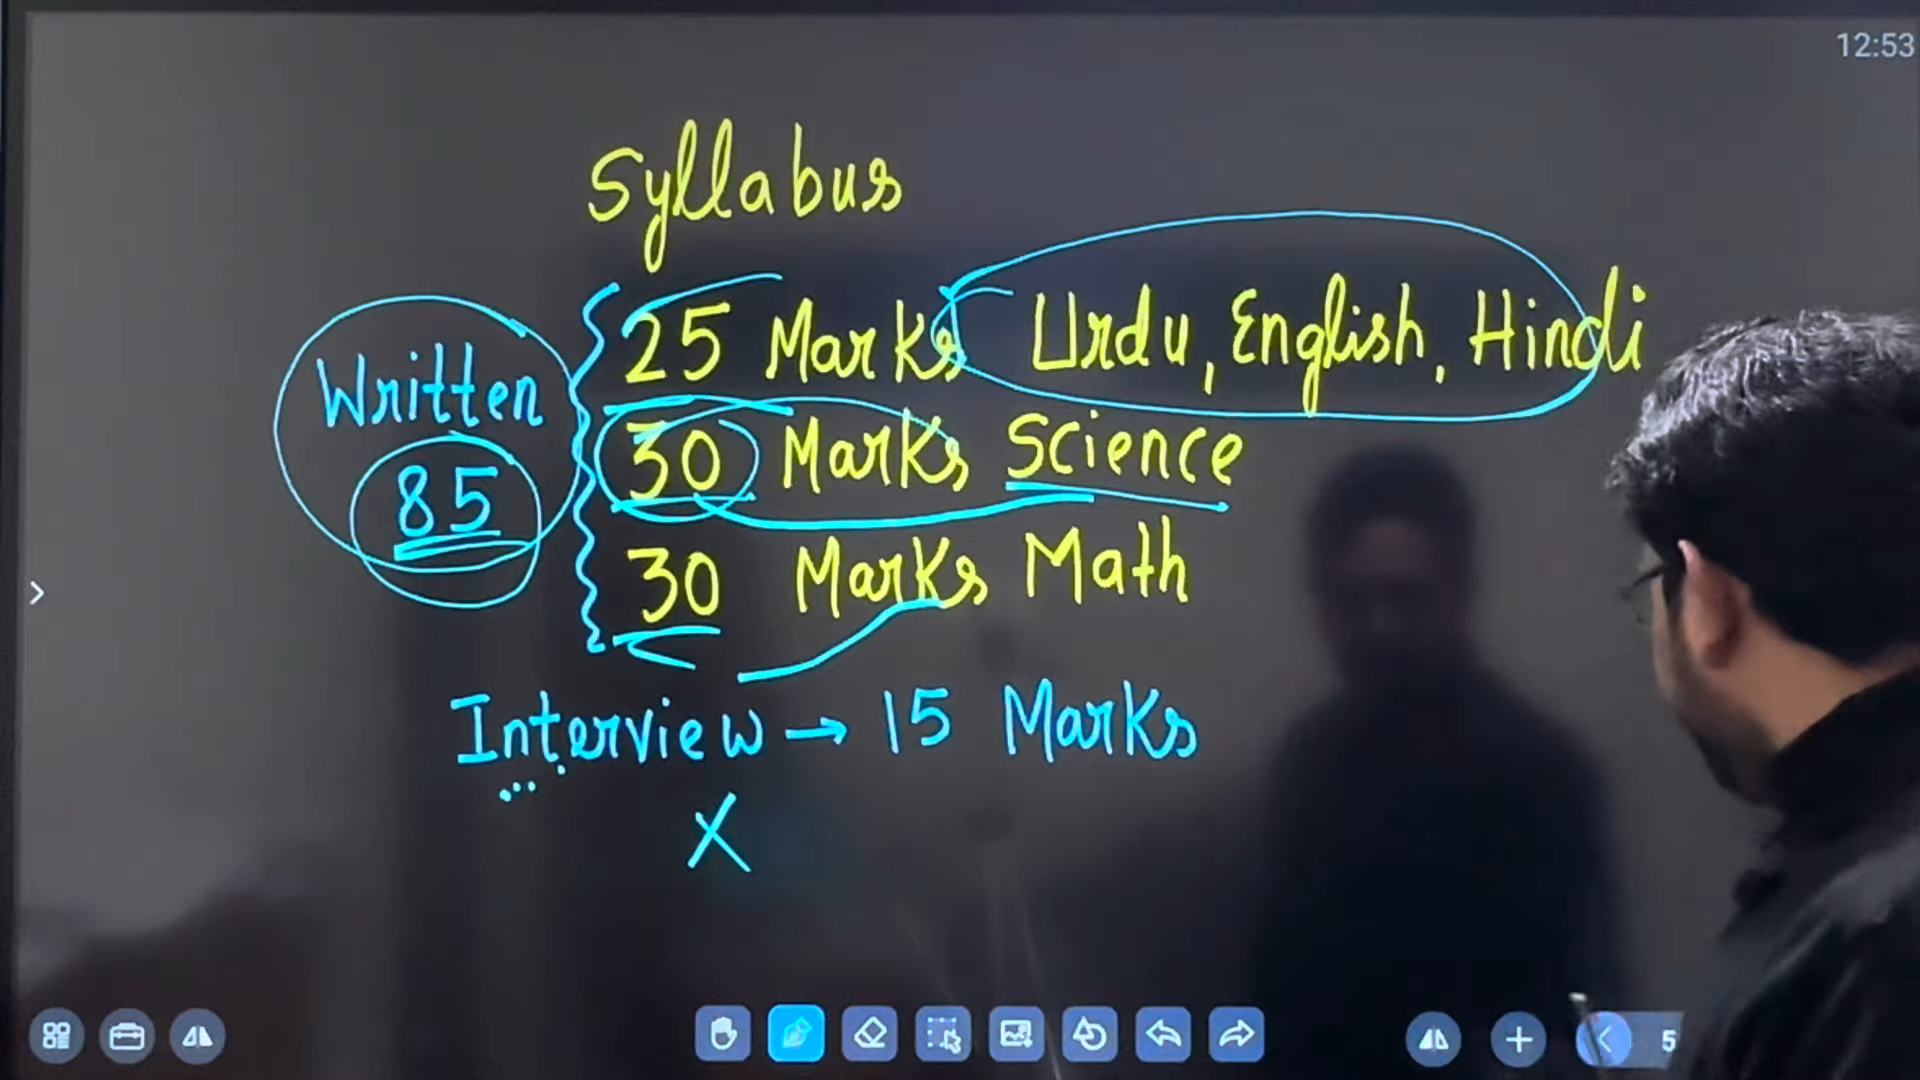 12:53
Syllabus
25 Marks Urdu, English, Hindi
Written
30 Marks Science
85
30 Marks Math
Interview → 15 Marks
X
5